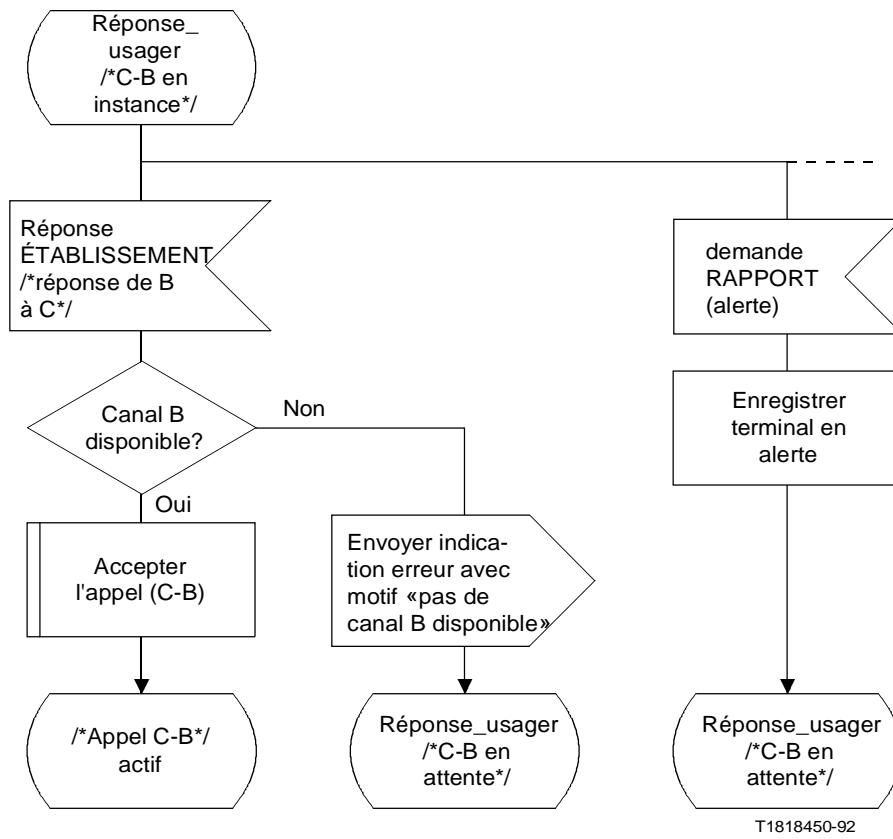 Réponse_
usager
/*C-B en
instance*/
Réponse
ÉTABLISSEMENT
/*réponse de B
à C*/
demande
RAPPORT
(alerte)
Canal B
disponible?
Non
Oui
Enregistrer
terminal en
alerte
Accepter
l'appel (C-B)
Envoyer indica-
tion erreur avec
motif «pas de
canal B disponible»
/*Appel C-B*/
actif
Réponse_usager
/*C-B en
attente*/
Réponse_usager
/*C-B en
attente*/
T1818450-92